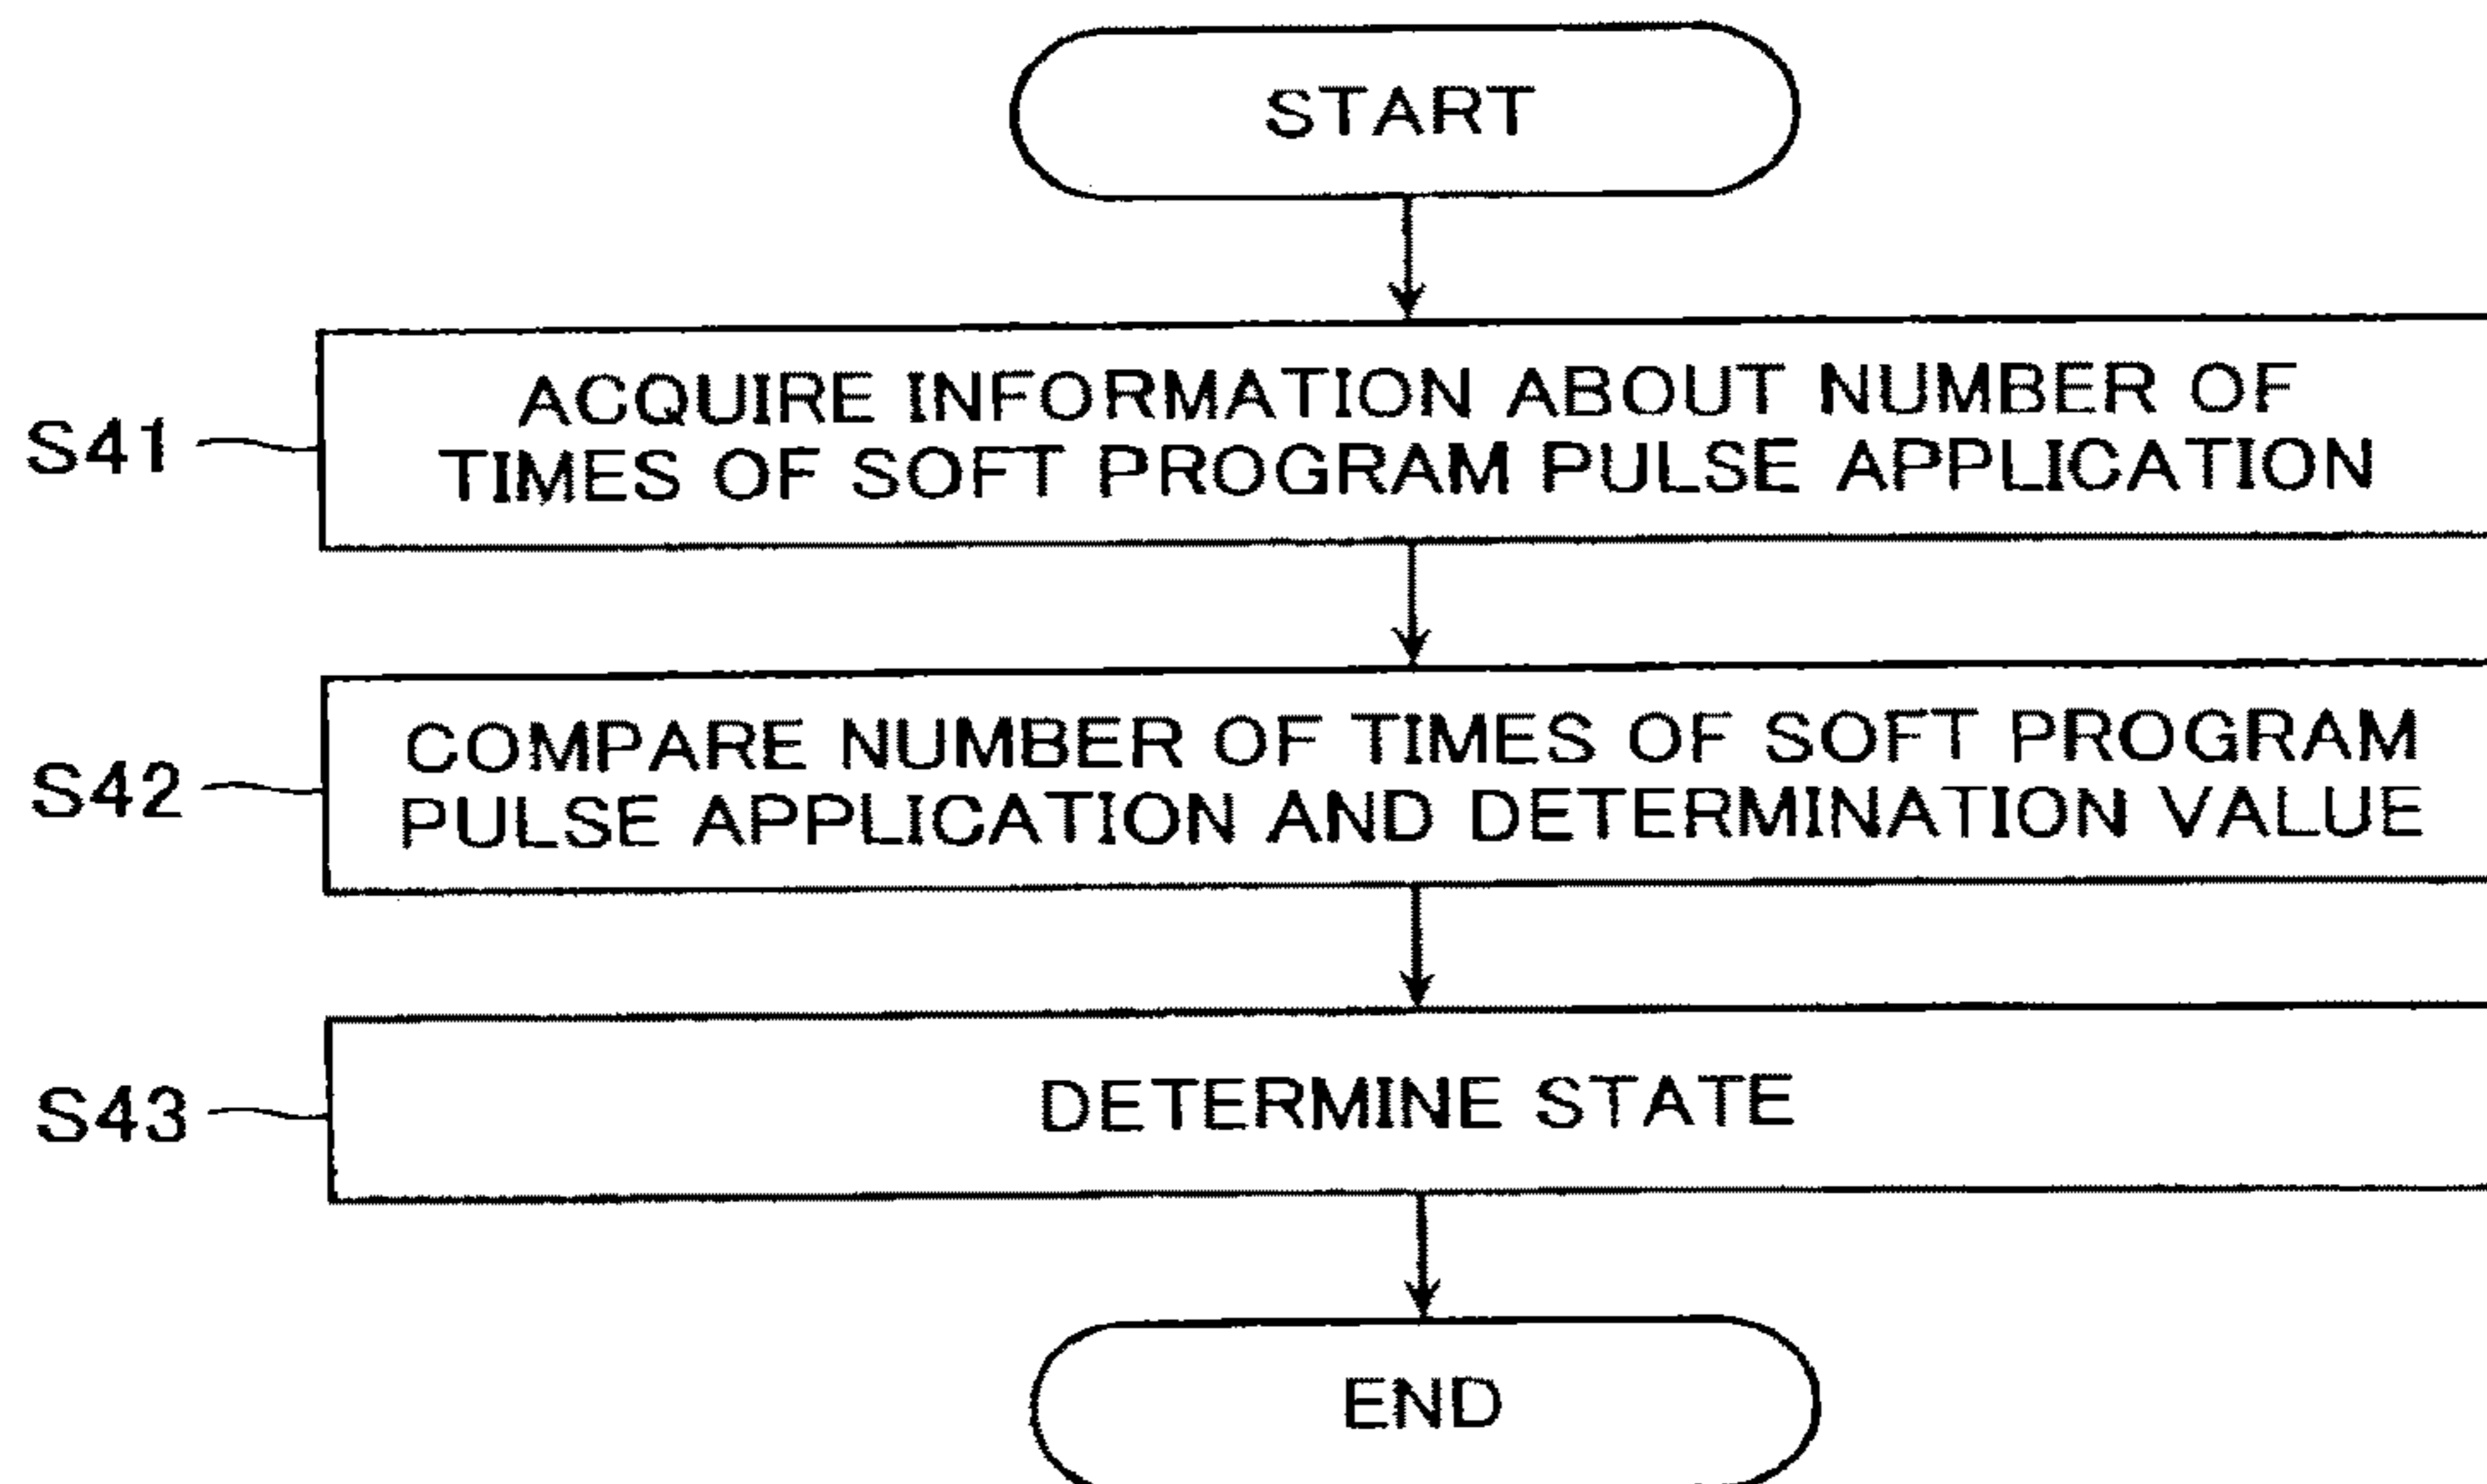 START
S41
ACQUIRE INFORMATION ABOUT NUMBER OF
TIMES OF SOFT PROGRAM PULSE APPLICATION
S42
COMPARE NUMBER OF TIMES OF SOFT PROGRAM
PULSE APPLICATION AND DETERMINATION VALUE
S43
DETERMINE STATE
END